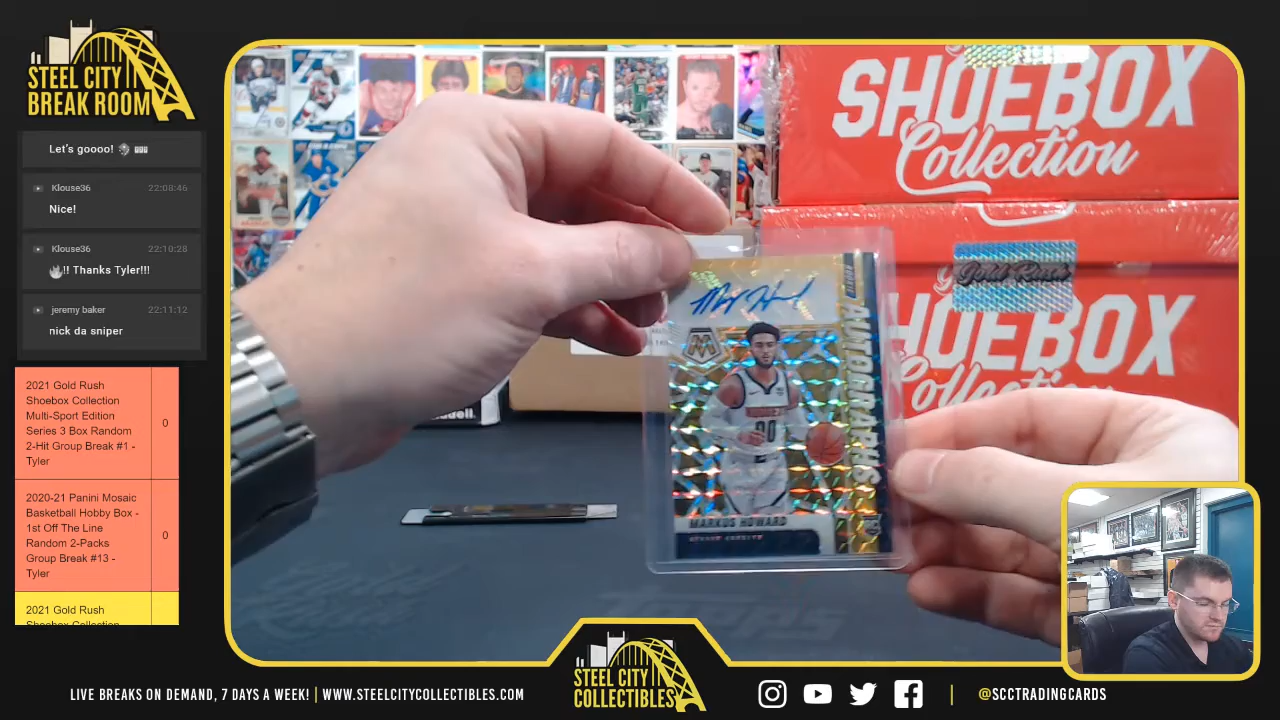 STEEL CITY
BREAK ROOM
Let's goooo!
Klouse36 22:08:46
Nice!
Klouse36 22:10:28
!! Thanks Tyler!!!
jeremy baker 22:11:12
nick da sniper
2021 Gold Rush
Shoebox Collection
Multi-Sport Edition
Series 3 Box Random
2-Hit Group Break #1 -
Tyler
0
2020-21 Panini Mosaic
Basketball Hobby Box -
1st Off The Line
Random 2-Packs
Group Break #13 -
Tyler
0
2021 Gold Rush
Shoebox Collection
SHOEBOX
Collection
Gold Rush
SHOEBOX
Collection
AUTOGRAPHS
MARKUS HOWARD
STEEL CITY
COLLECTIBLES
LIVE BREAKS ON DEMAND, 7 DAYS A WEEK! | WWW.STEELCITYCOLLECTIBLES.COM
| @SCCTRADINGCARDS